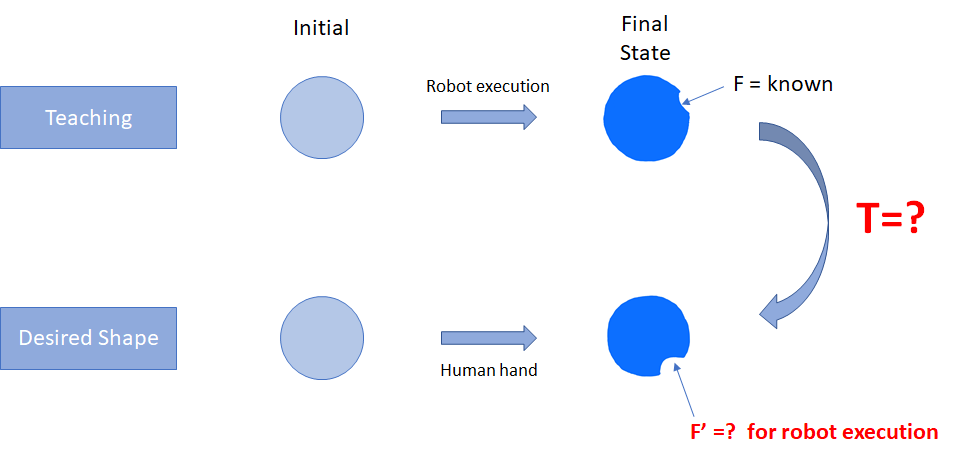 Initial
Final
State
Teaching
Robot execution
F = known
T=?
Desired Shape
Human hand
F’ =?  for robot execution